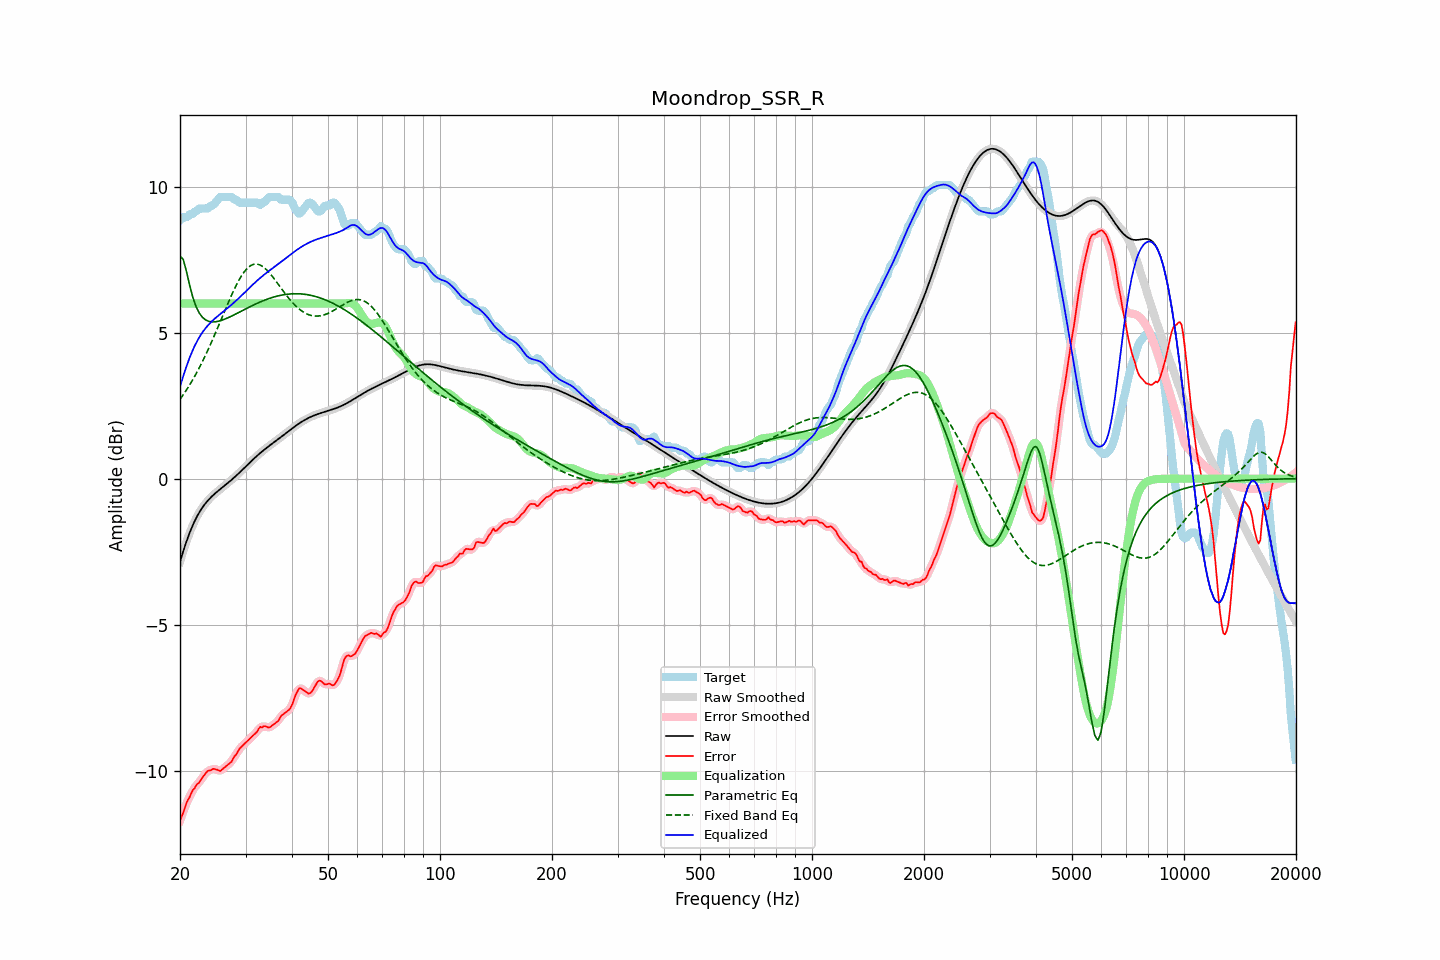 Moondrop_SSR_R
Amplitude (dBr)
10
5
0
−5
−10
Target
Raw Smoothed
Error Smoothed
Raw
Error
Equalization
Parametric Eq
Fixed Band Eq
Equalized
20 50 100 200 500 1000 2000 5000 10000 20000
Frequency (Hz)